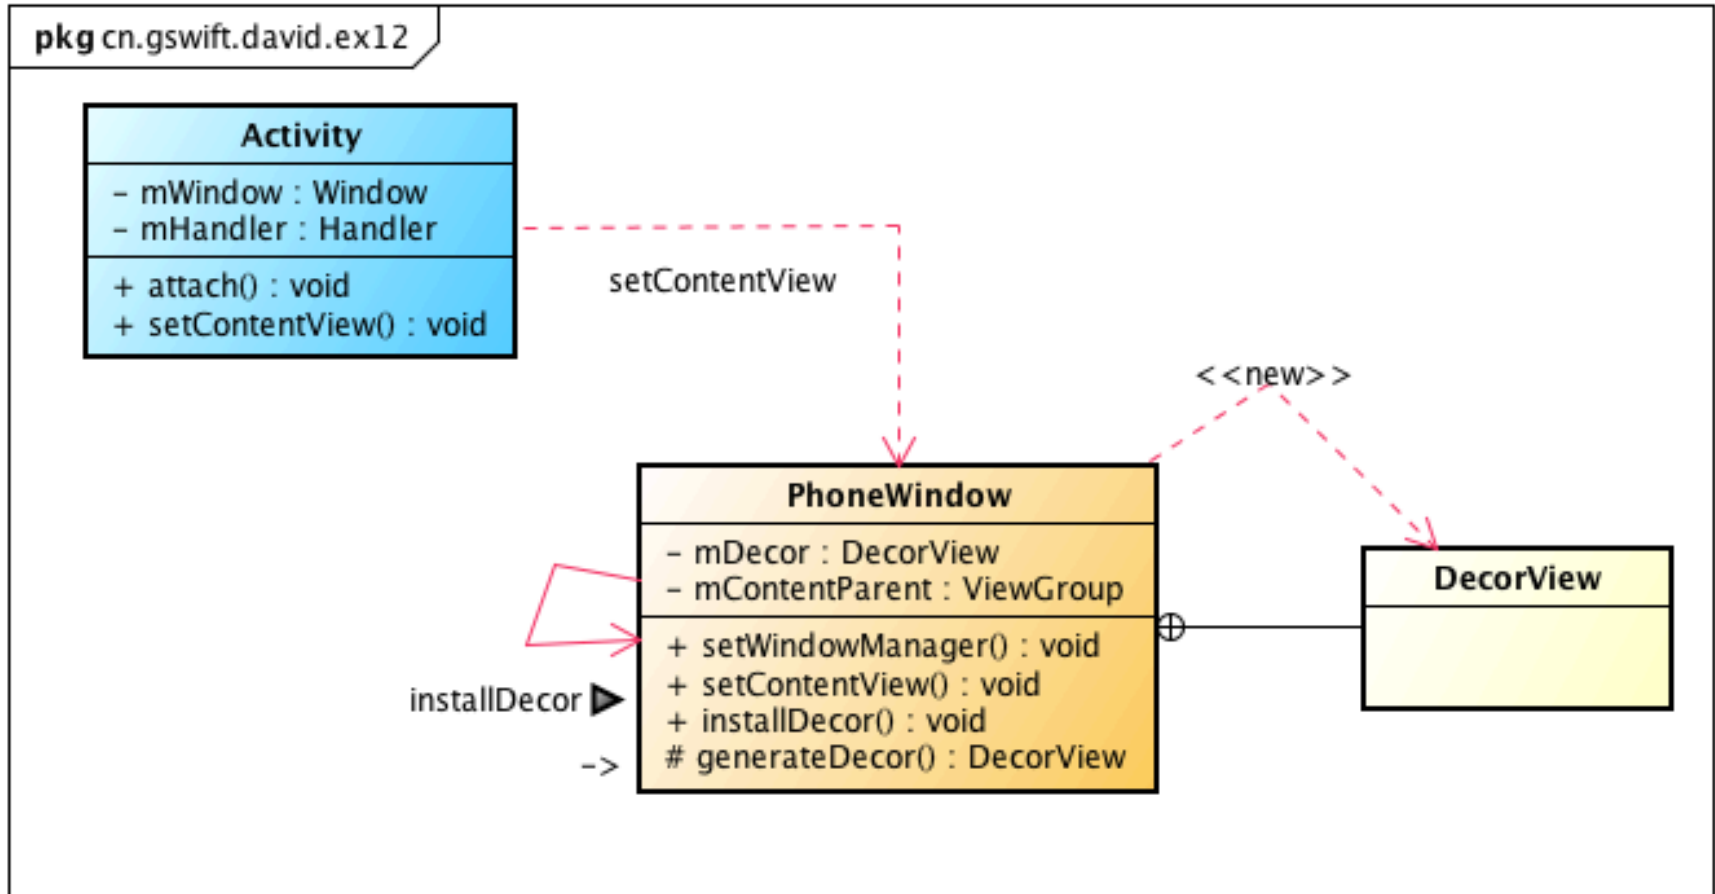 pkg cn.gswift.david.ex12
Activity
- mWindow : Window
- mHandler : Handler
+ attach() : void
+ setContentView() : void
setContentView
<<new>>
PhoneWindow
- mDecor : DecorView
- mContentParent : ViewGroup
+ setWindowManager() : void
+ setContentView() : void
+ installDecor() : void
# generateDecor() : DecorView
DecorView
installDecor
->